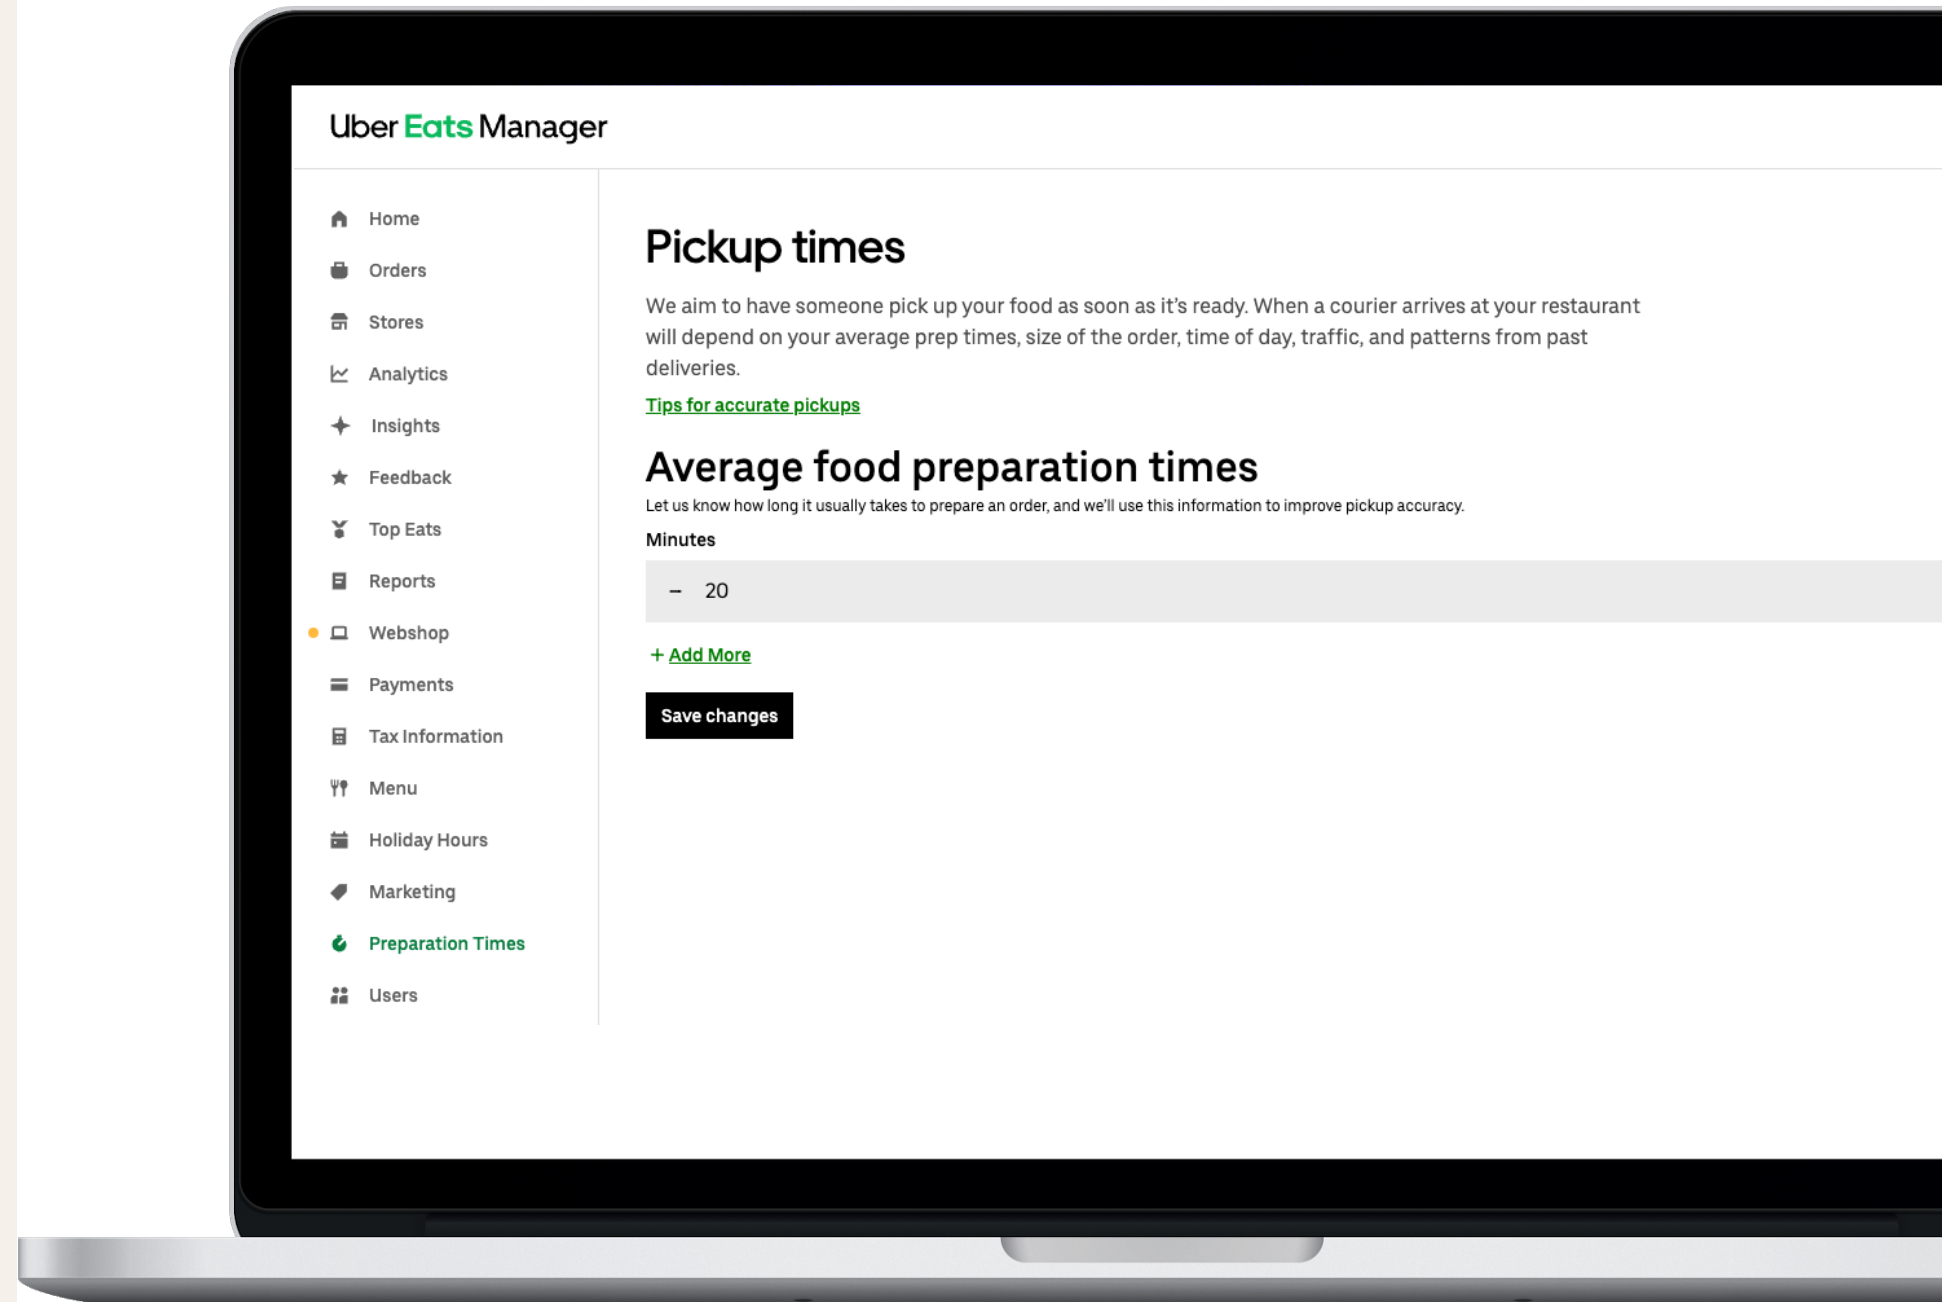 Uber Eats Manager
Home
Orders
Stores
Analytics
Insights
Feedback
Top Eats
Reports
Webshop
Payments
Tax Information
Menu
Holiday Hours
Marketing
Preparation Times
Users
Pickup times
We aim to have someone pick up your food as soon as it's ready. When a courier arrives at your restaurant
will depend on your average prep times, size of the order, time of day, traffic, and patterns from past
deliveries.
Tips for accurate pickups
Average food preparation times
Let us know how long it usually takes to prepare an order, and we'll use this information to improve pickup accuracy.
Minutes
– 20
+ Add More
Save changes